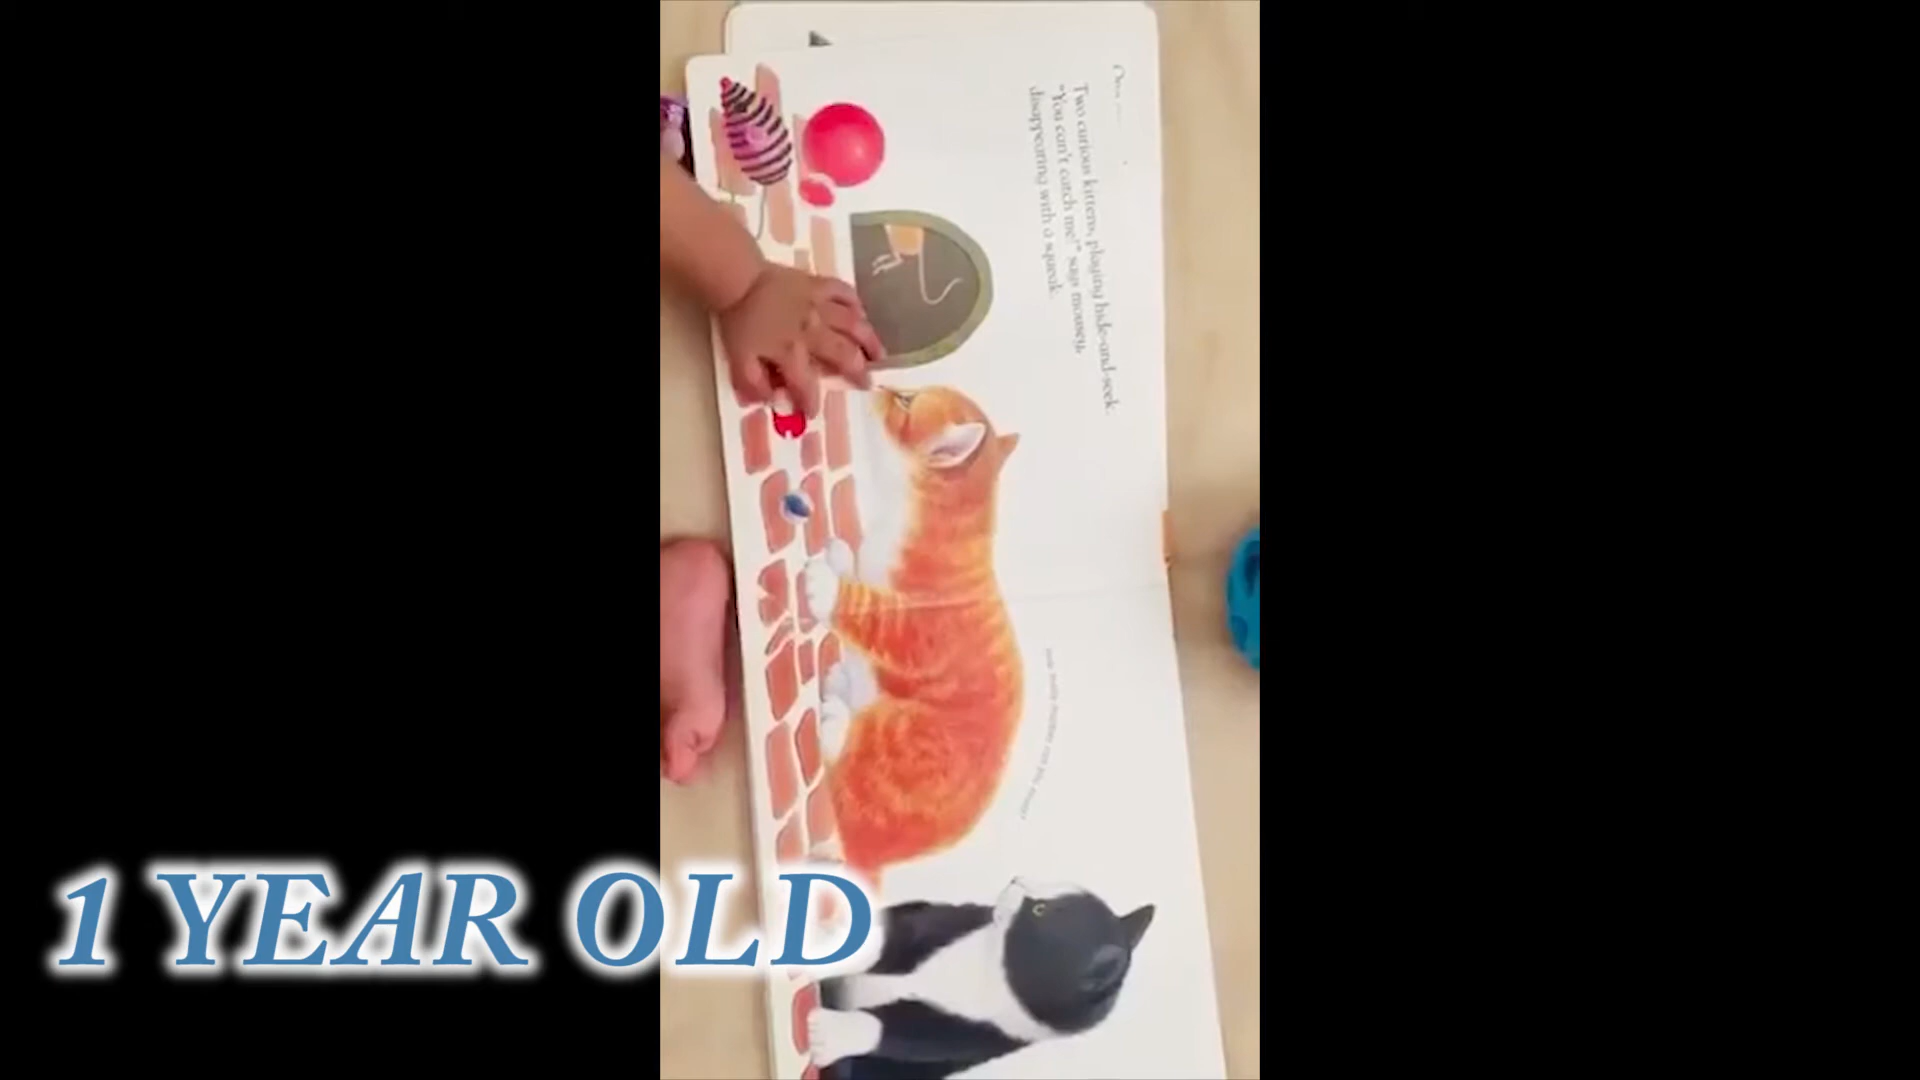 Two curious kittens, playing hide-and-seek.
"You can't catch me!" says mousey,
disappearing with a squeak.
1 YEAR OLD